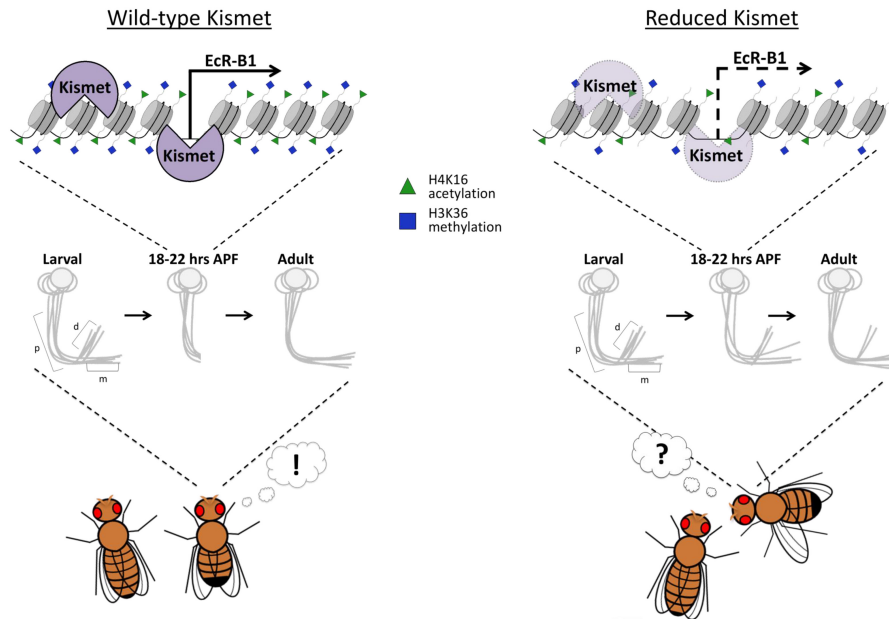 Wild-type Kismet
Reduced Kismet
EcR-B1
Kismet
Kismet
EcR-B1
Kismet
Kismet
H4K16
acetylation
H3K36
methylation
Larval
18-22 hrs APF
Adult
d
p
m
Larval
18-22 hrs APF
Adult
d
p
m
!
?